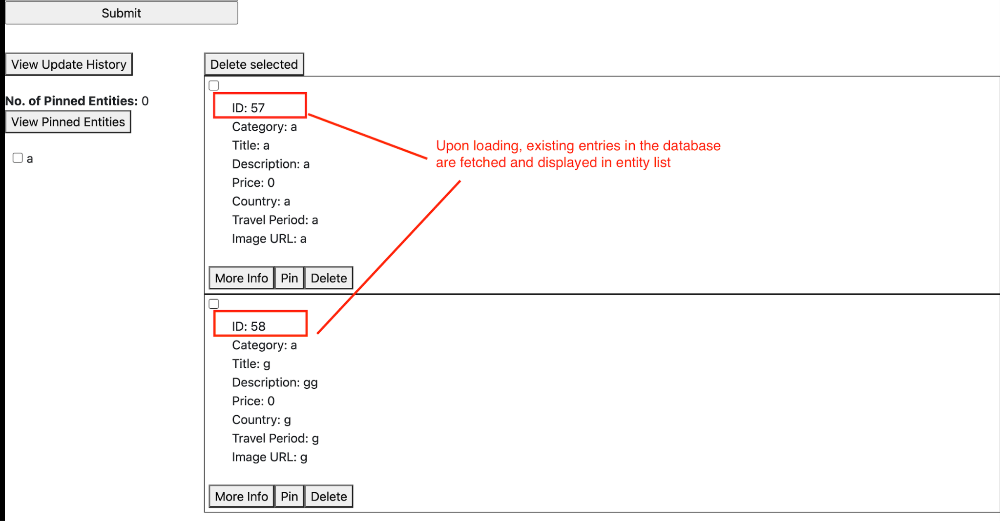 Submit
View Update History
No. of Pinned Entities: 0
View Pinned Entities
a
Delete selected
ID: 57
Category: a
Title: a
Description: a
Price: 0
Country: a
Travel Period: a
Image URL: a
More Info Pin Delete
Upon loading, existing entries in the database
are fetched and displayed in entity list
ID: 58
Category: a
Title: g
Description: gg
Price: 0
Country: g
Travel Period: g
Image URL: g
More Info Pin Delete